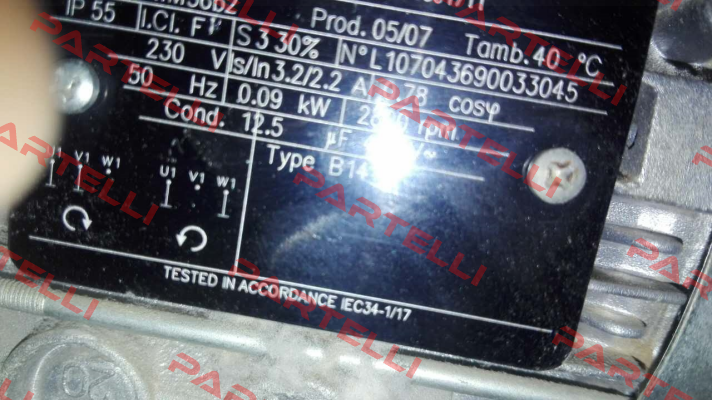 Prod. 05/07 Tamb. 40 °C
IP 55 I.Cl. F S3 30% N°L107043690033045
230 V Is/In 3.2/2.2 A 78 cosφ
50 Hz 0.09 kW rpm
Cond. 12.5 µF
Type B14
V1 W1
U1 V1 W1
TESTED IN ACCORDANCE IEC34-1/17
PARTELLI
PARTELLI
PARTELLI
PARTELLI
PARTELLI
PARTELLI
PARTELLI